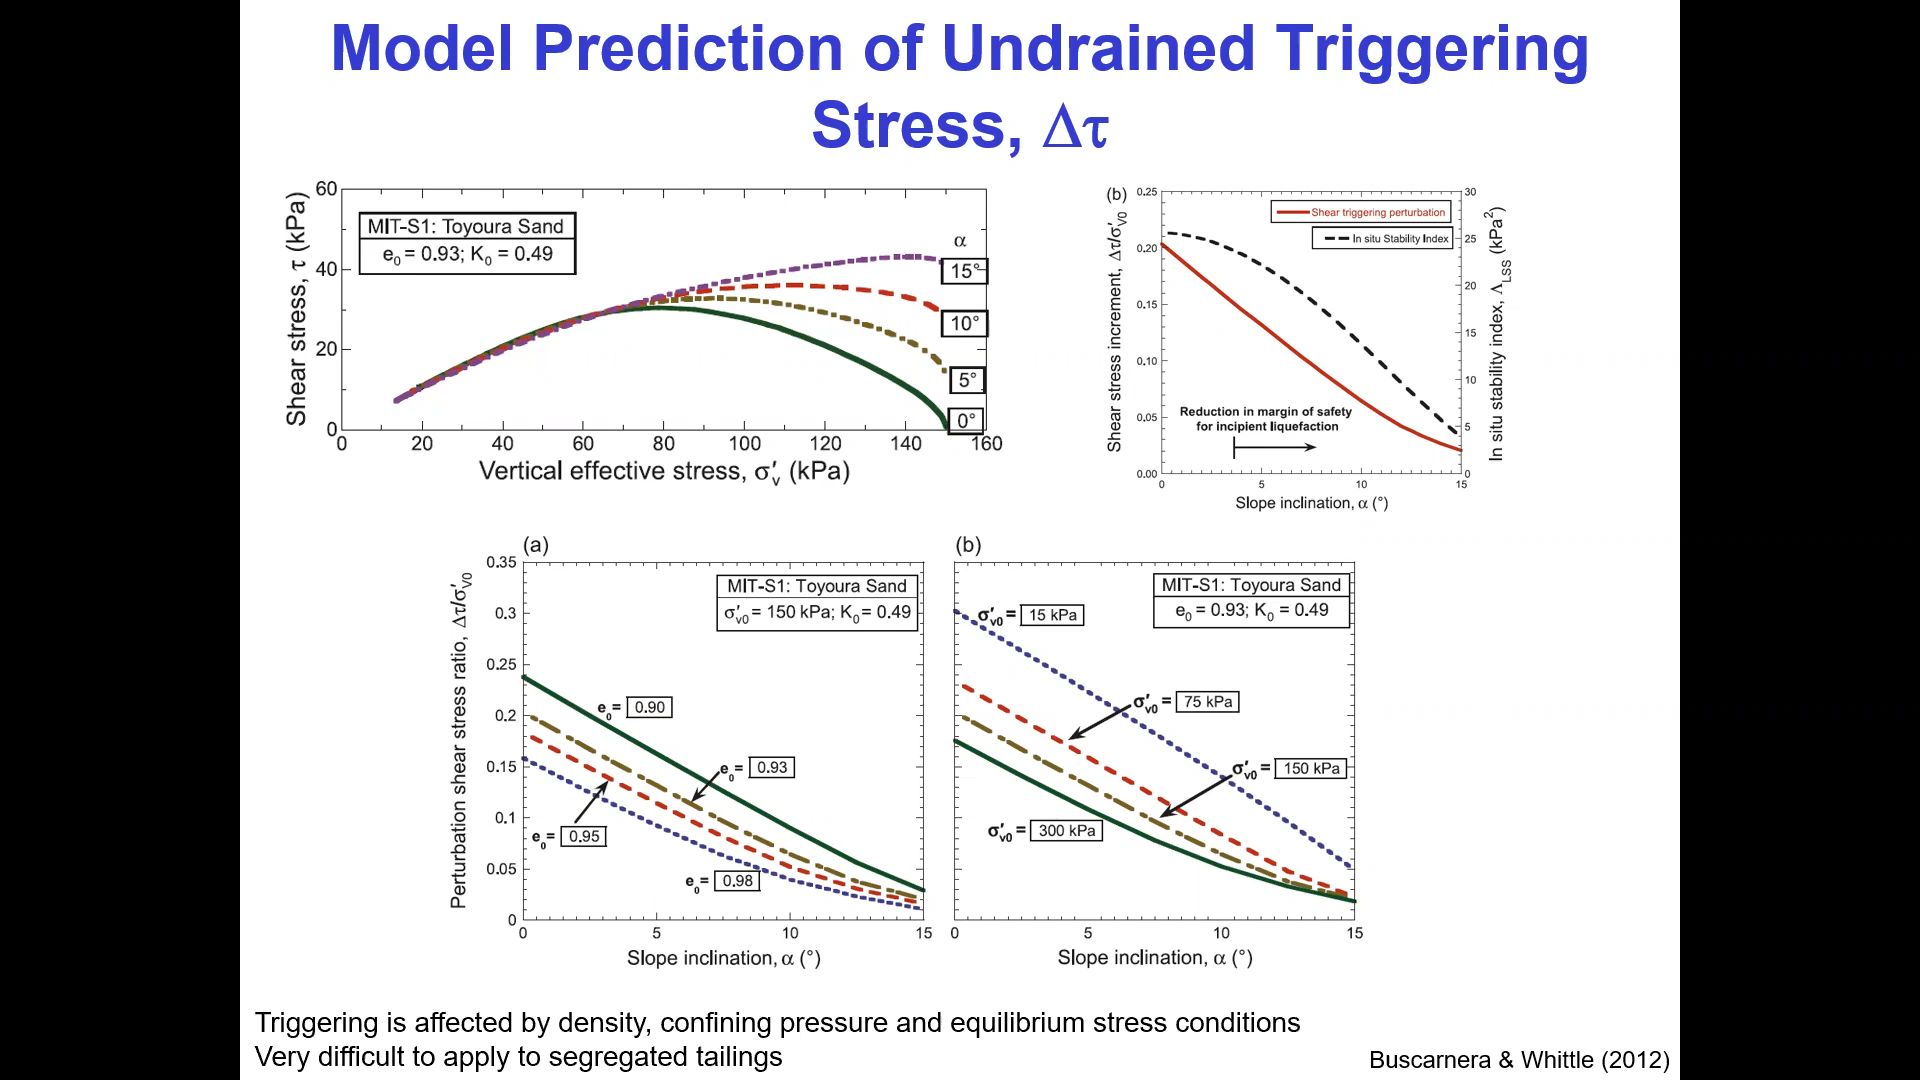 Model Prediction of Undrained Triggering
Stress, Δτ
60
40
20
0
Shear stress, τ (kPa)
MIT-S1: Toyoura Sand
e0 = 0.93; K0 = 0.49
α
15°
10°
5°
0°
0 20 40 60 80 100 120 140 160
Vertical effective stress, σ′v (kPa)
(b)
0.25
0.20
0.15
0.10
0.05
0.00
Shear stress increment, Δτ/σ′V0
Shear triggering perturbation
In situ Stability Index
Reduction in margin of safety
for incipient liquefaction
30
25
20
15
10
5
0
In situ stability index, ΛLSS (kPa2)
0 5 10 15
Slope inclination, α (°)
(a)
0.35
0.3
0.25
0.2
0.15
0.1
0.05
0
Perturbation shear stress ratio, Δτ/σ′V0
MIT-S1: Toyoura Sand
σ′v0 = 150 kPa; K0 = 0.49
e0= 0.90
e0= 0.93
e0= 0.95
e0= 0.98
0 5 10 15
Slope inclination, α (°)
(b)
MIT-S1: Toyoura Sand
e0 = 0.93; K0 = 0.49
σ′v0 = 15 kPa
σ′v0 = 75 kPa
σ′v0 = 150 kPa
σ′v0 = 300 kPa
0 5 10 15
Slope inclination, α (°)
Triggering is affected by density, confining pressure and equilibrium stress conditions
Very difficult to apply to segregated tailings
Buscarnera & Whittle (2012)